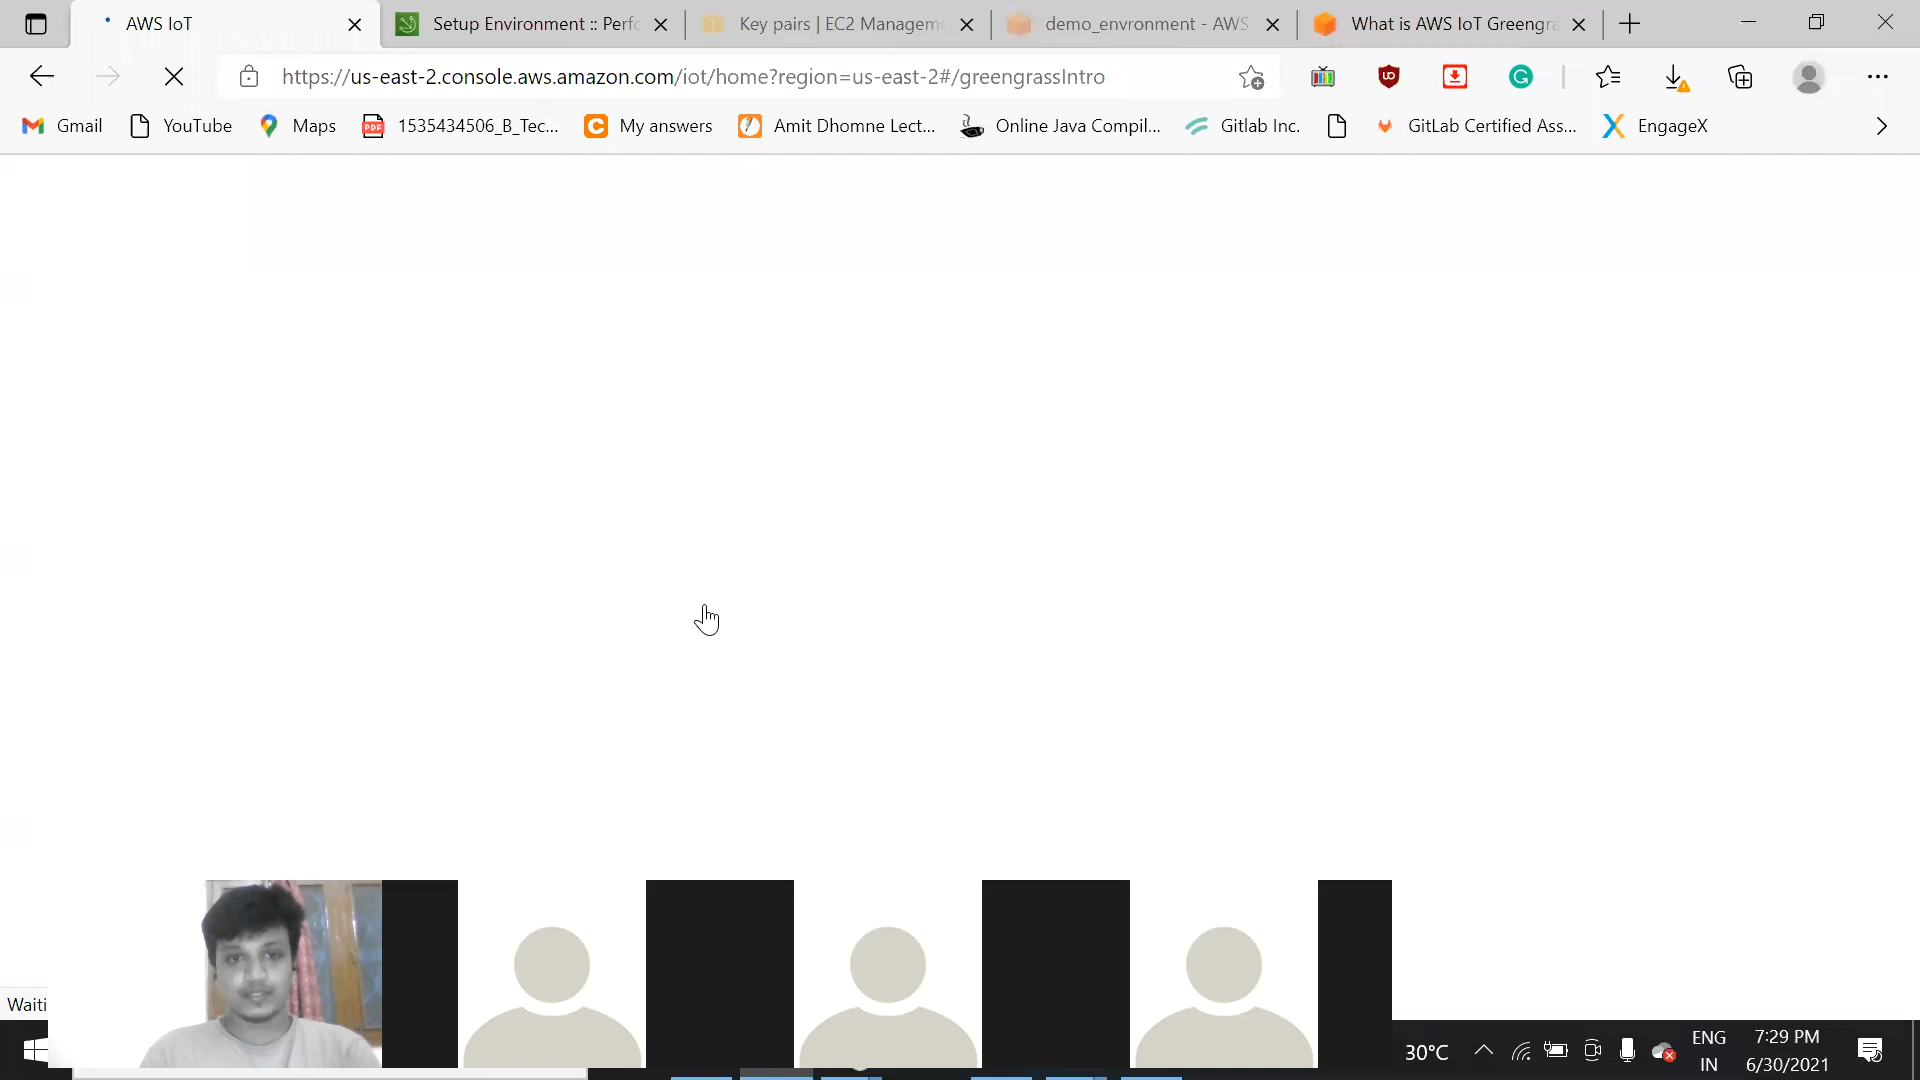 AWS IoT
Setup Environment :: Perfo
Key pairs | EC2 Managem
demo_envronment - AWS
What is AWS IoT Greengra
https://us-east-2.console.aws.amazon.com/iot/home?region=us-east-2#/greengrassIntro
Gmail
YouTube
Maps
1535434506_B_Tec...
My answers
Amit Dhomne Lect...
Online Java Compil...
Gitlab Inc.
GitLab Certified Ass...
EngageX
Waiti
30°C
ENG
IN
7:29 PM
6/30/2021